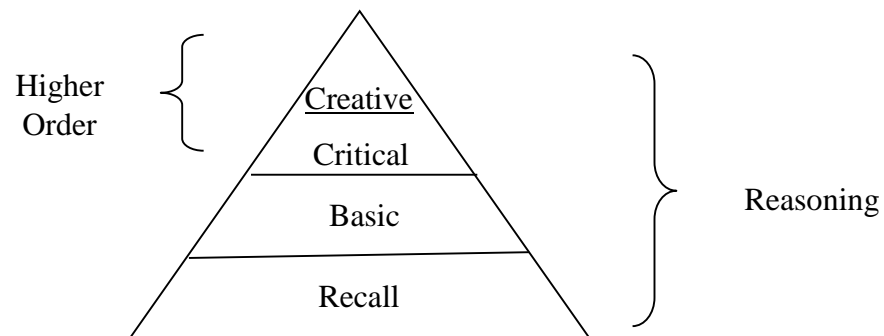 Higher
Order
Creative
Critical
Basic
Recall
Reasoning